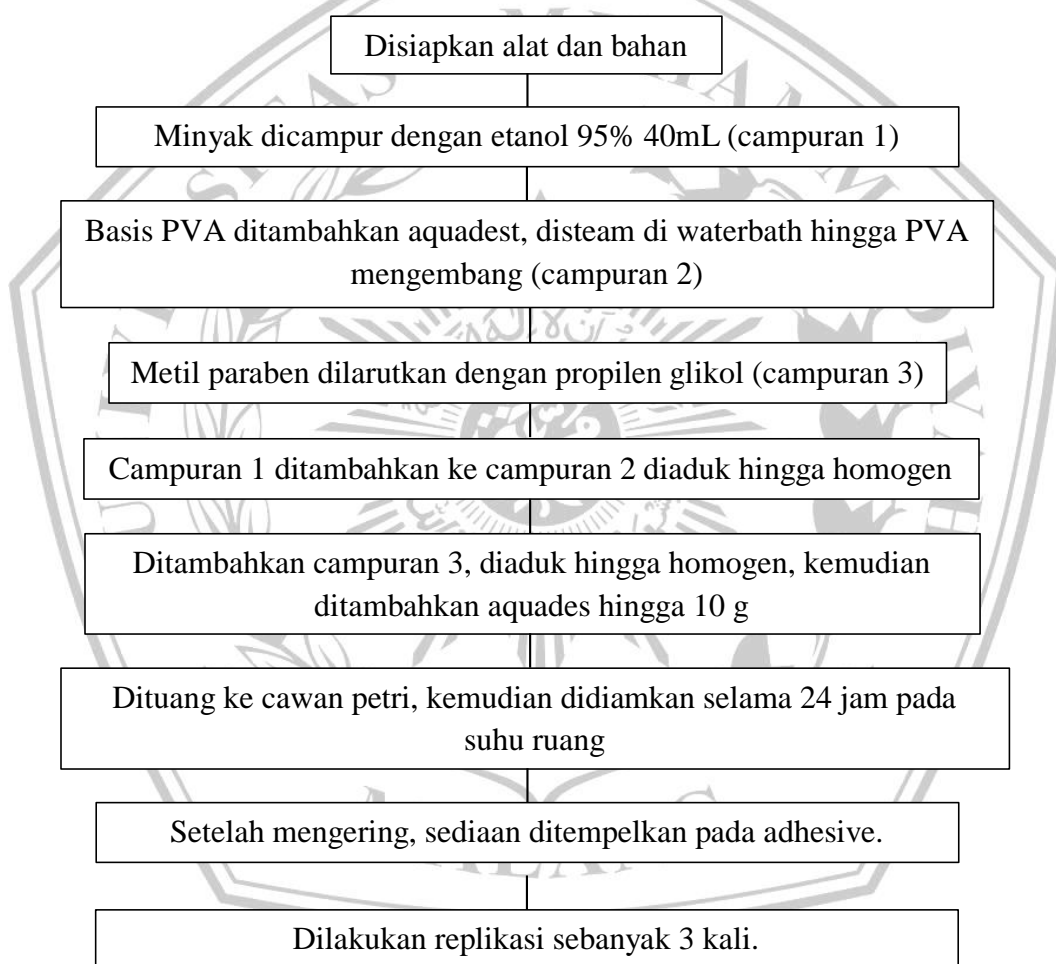 Disiapkan alat dan bahan
Minyak dicampur dengan etanol 95% 40mL (campuran 1)
Basis PVA ditambahkan aquadest, disteam di waterbath hingga PVA
mengembang (campuran 2)
Metil paraben dilarutkan dengan propilen glikol (campuran 3)
Campuran 1 ditambahkan ke campuran 2 diaduk hingga homogen
Ditambahkan campuran 3, diaduk hingga homogen, kemudian
ditambahkan aquades hingga 10 g
Dituang ke cawan petri, kemudian didiamkan selama 24 jam pada
suhu ruang
Setelah mengering, sediaan ditempelkan pada adhesive.
Dilakukan replikasi sebanyak 3 kali.